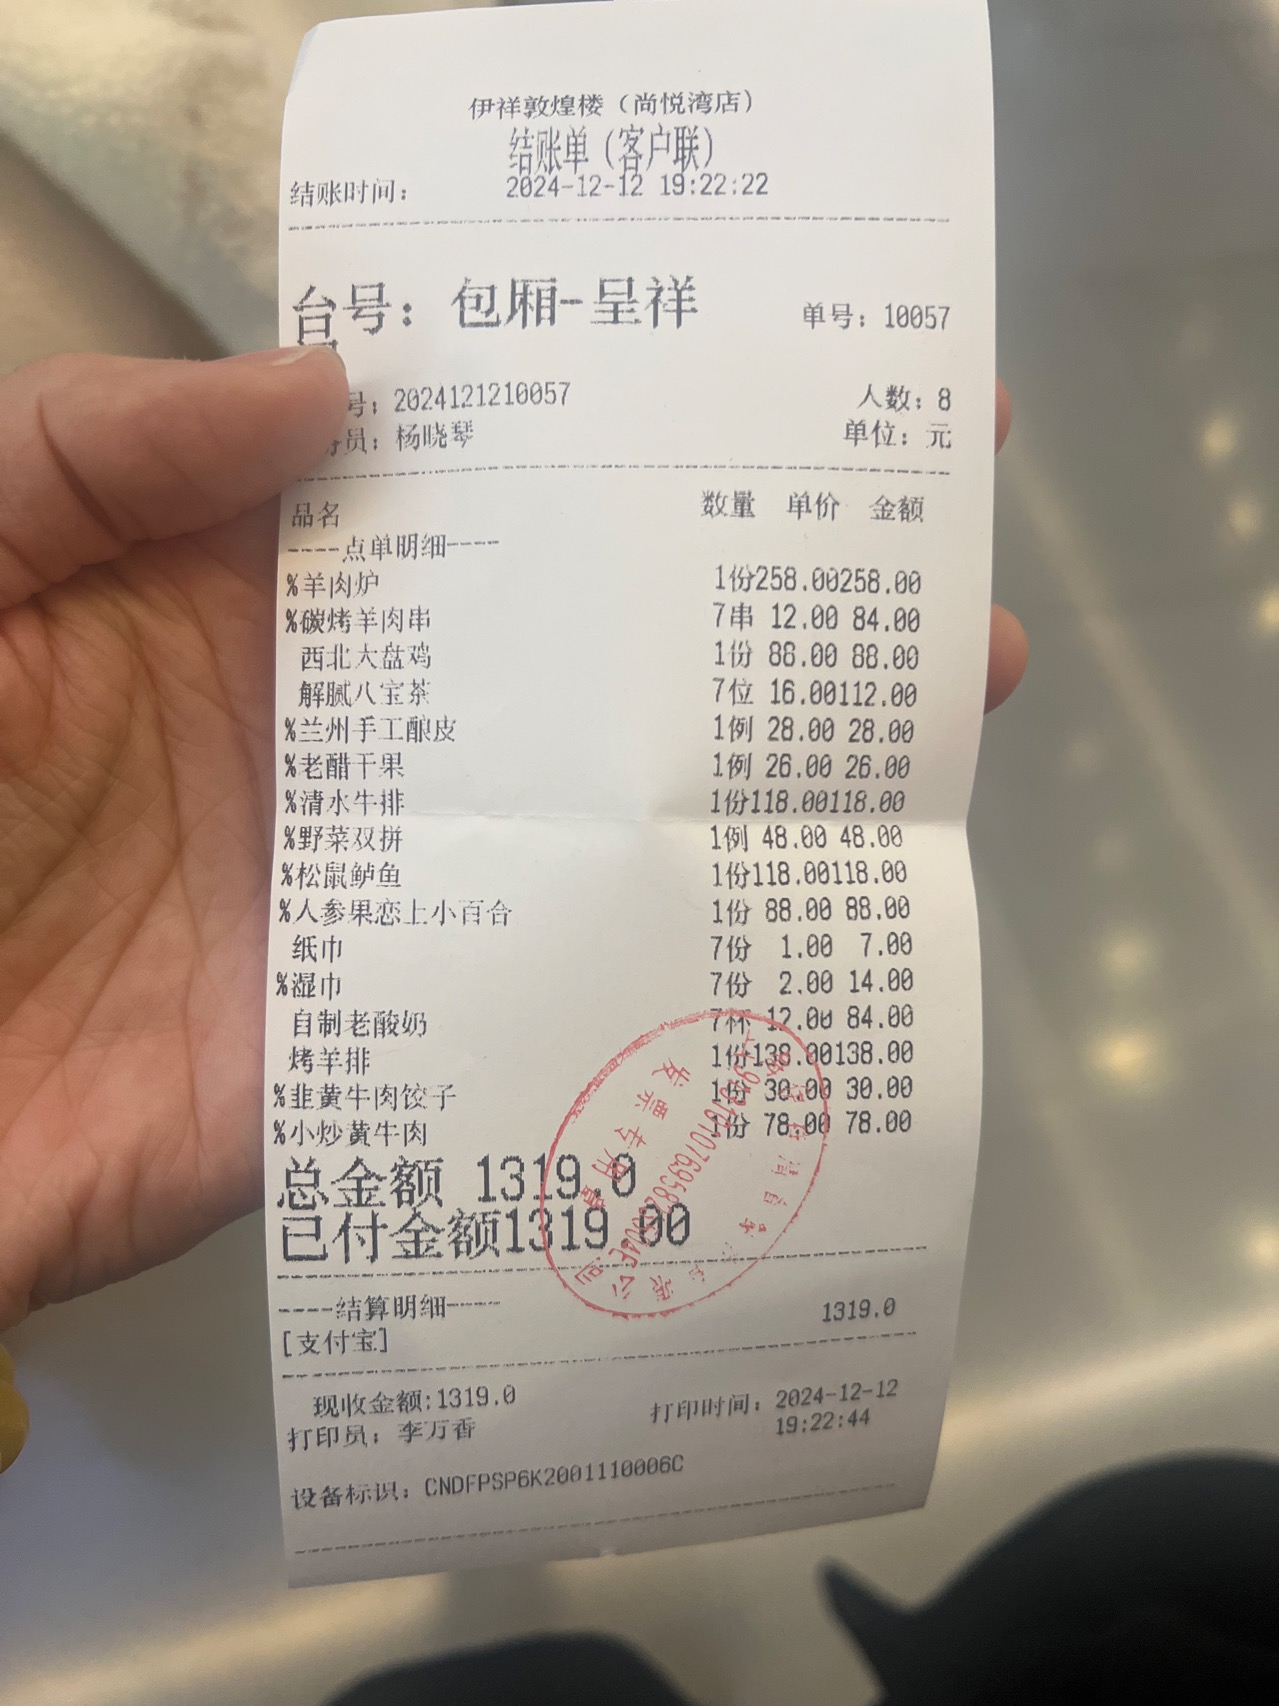 伊祥敦煌楼（尚悦湾店）
结账单（客户联）
结账时间： 2024-12-12 19:22:22
台号：包厢-呈祥 单号：10057
号：2024121210057 人数：8
员：杨晓琴 单位：元
品名 数量 单价 金额
----点单明细----
%羊肉炉 1份258.00258.00
%碳烤羊肉串 7串 12.00 84.00
西北大盘鸡 1份 88.00 88.00
解腻八宝茶 7位 16.00112.00
%兰州手工酿皮 1例 28.00 28.00
%老醋干果 1例 26.00 26.00
%清水牛排 1份118.00118.00
%野菜双拼 1例 48.00 48.00
%松鼠鲈鱼 1份118.00118.00
%人参果恋上小百合 1份 88.00 88.00
纸巾 7份 1.00 7.00
%湿巾 7份 2.00 14.00
自制老酸奶 7杯 12.00 84.00
烤羊排 1份138.00138.00
%韭黄牛肉饺子 1份 30.00 30.00
%小炒黄牛肉 1份 78.00 78.00
总金额 1319.0
已付金额1319.00
发票专用章
----结算明细----
[支付宝] 1319.0
现收金额:1319.0
打印员：李万香 打印时间：2024-12-12
19:22:44
设备标识：CNDFPSP6K2001110006C